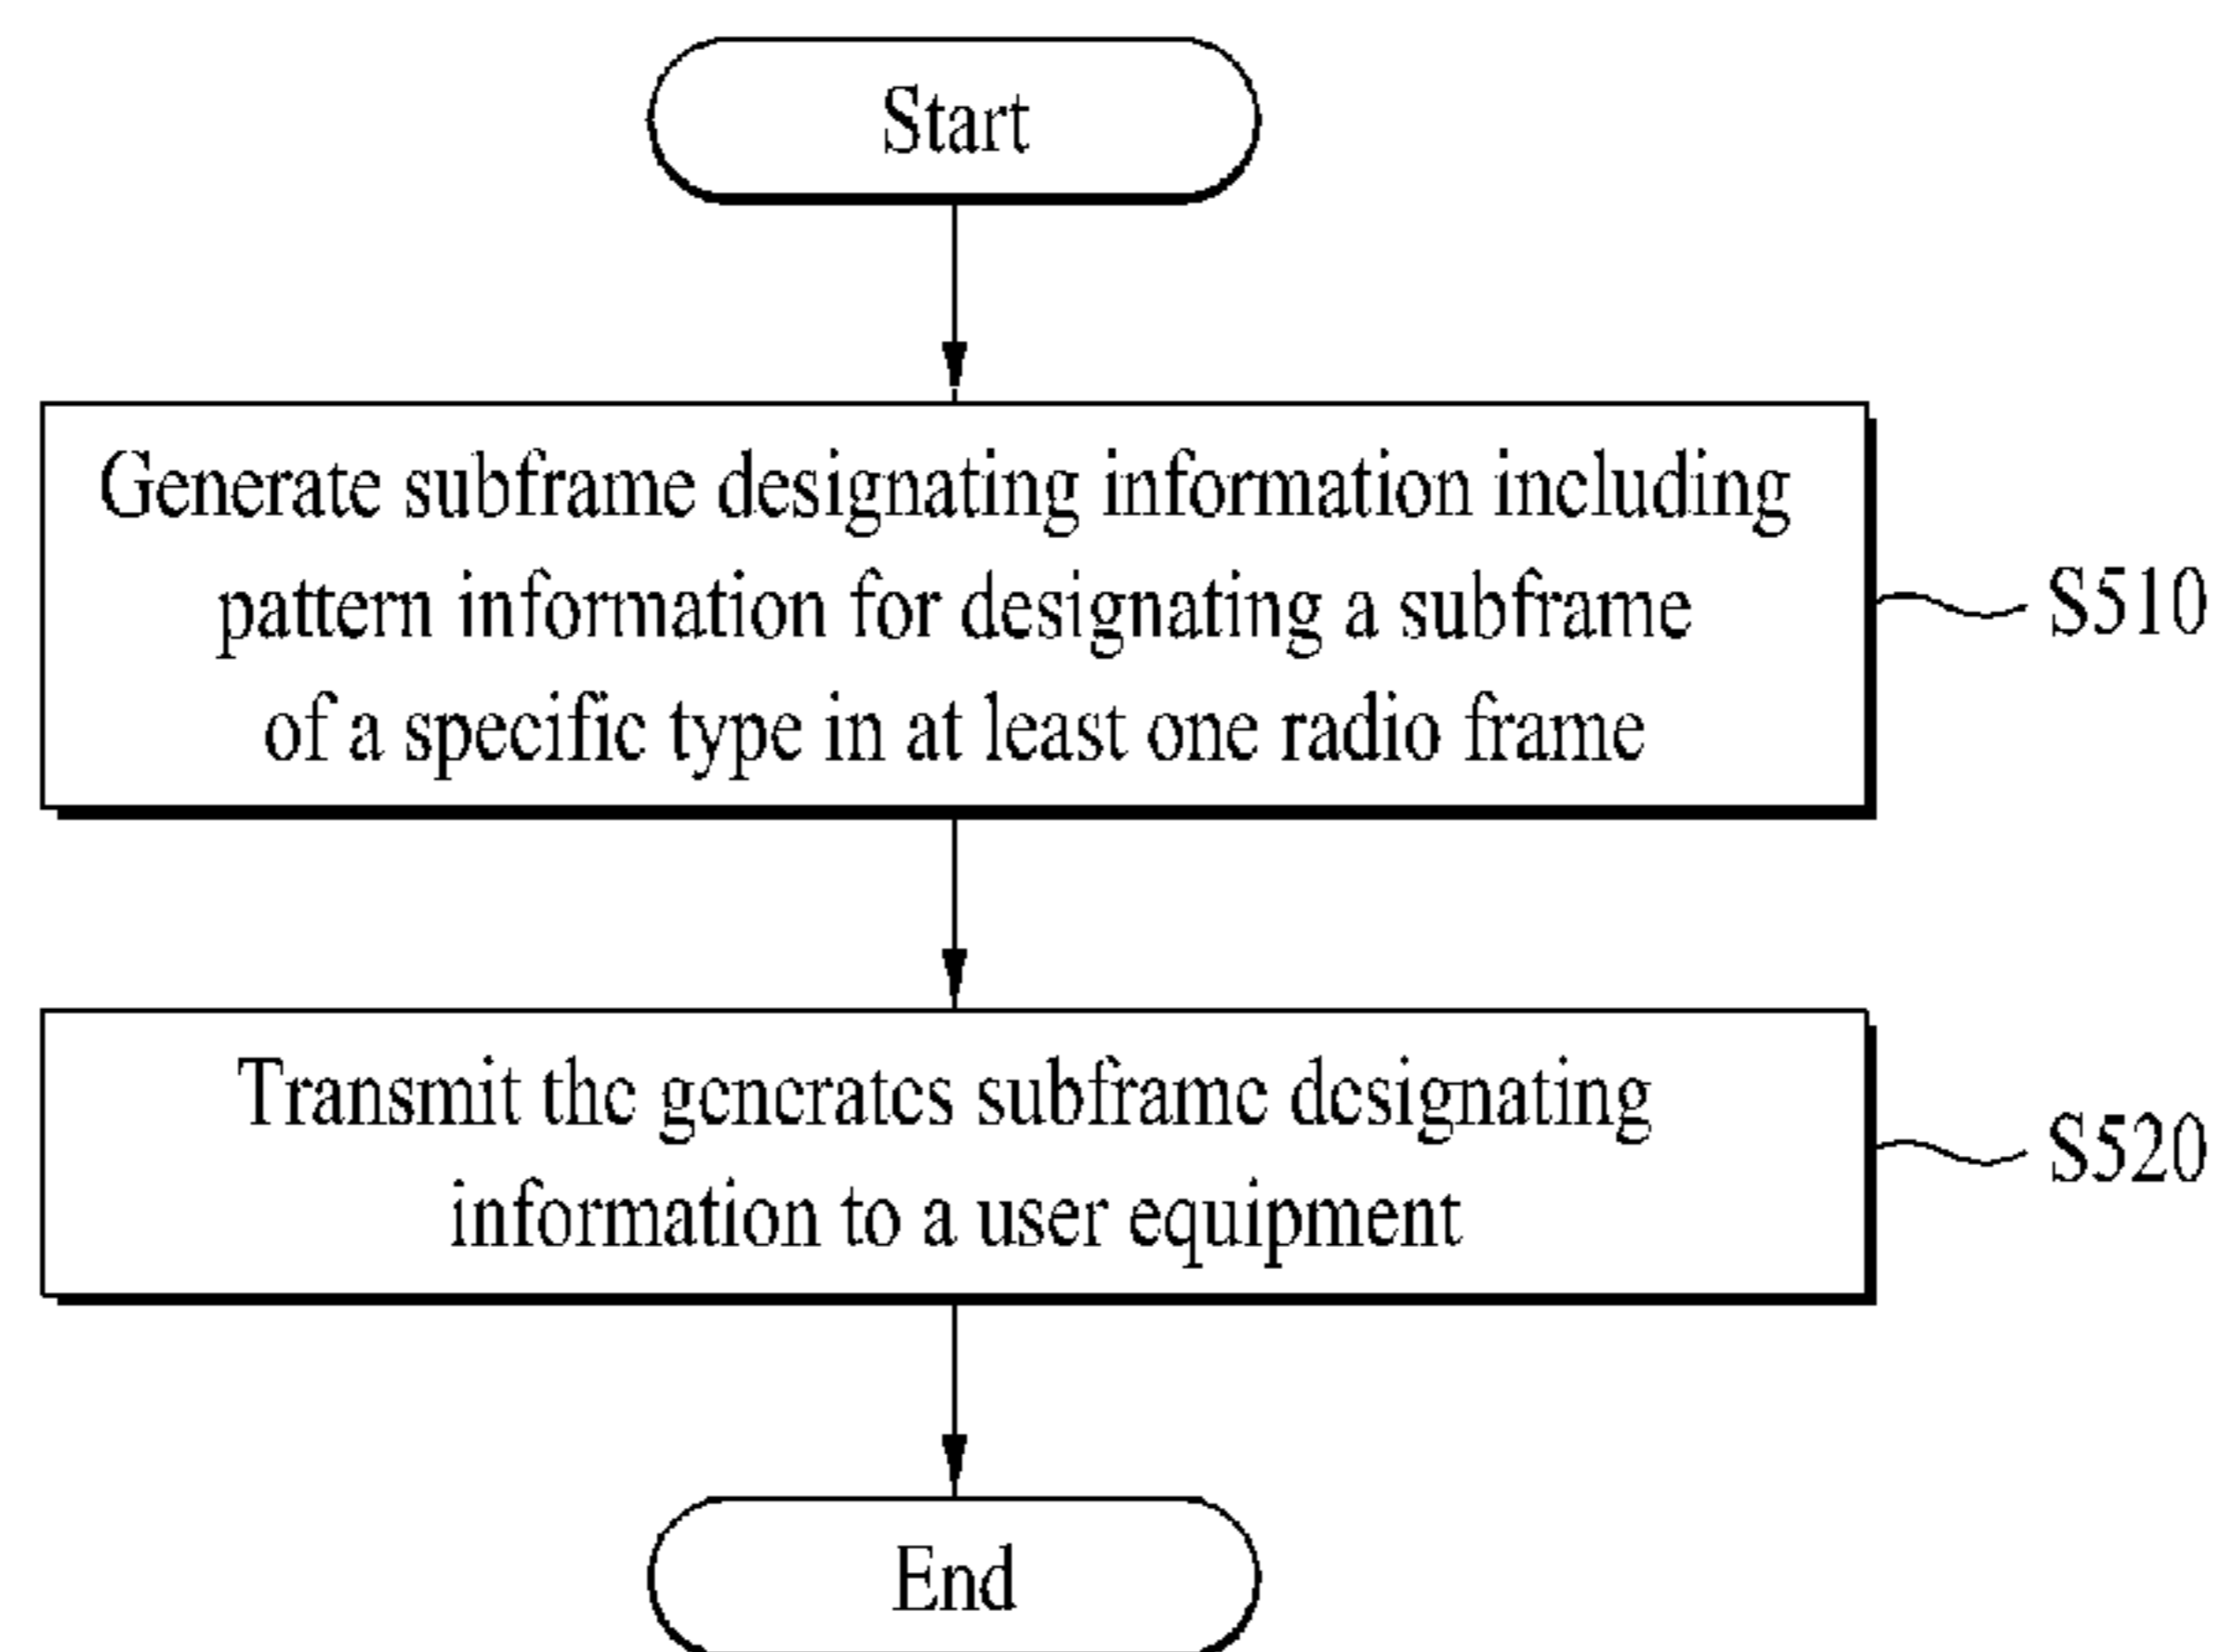 Start
Generate subframe designating information including
pattern information for designating a subframe
of a specific type in at least one radio frame
S510
Transmit the generates subframe designating
information to a user equipment
S520
End